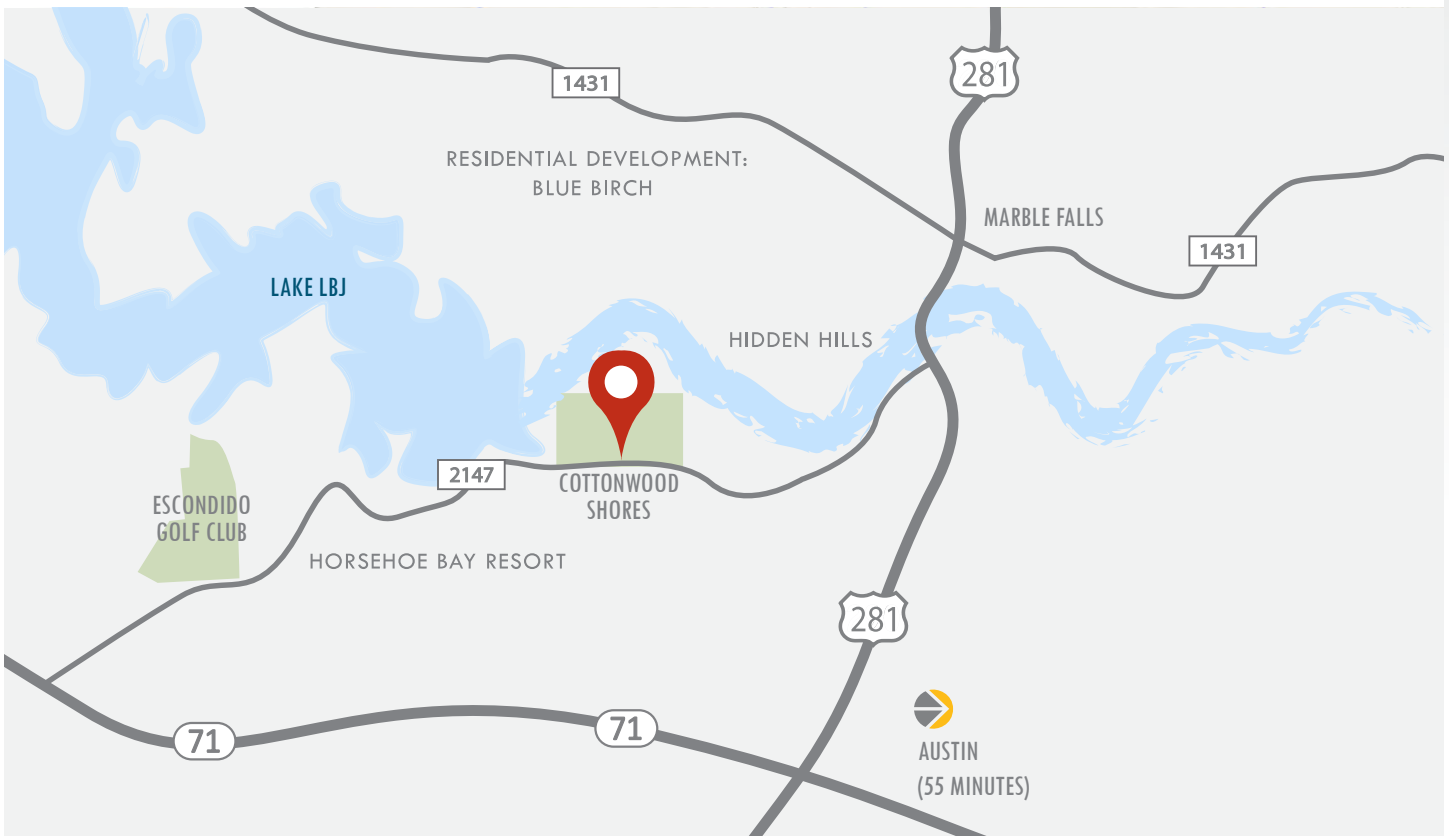 281
1431
RESIDENTIAL DEVELOPMENT:
BLUE BIRCH
MARBLE FALLS
1431
LAKE LBJ
HIDDEN HILLS
2147
COTTONWOOD
SHORES
ESCONDIDO
GOLF CLUB
HORSEHOE BAY RESORT
281
71
71
AUSTIN
(55 MINUTES)